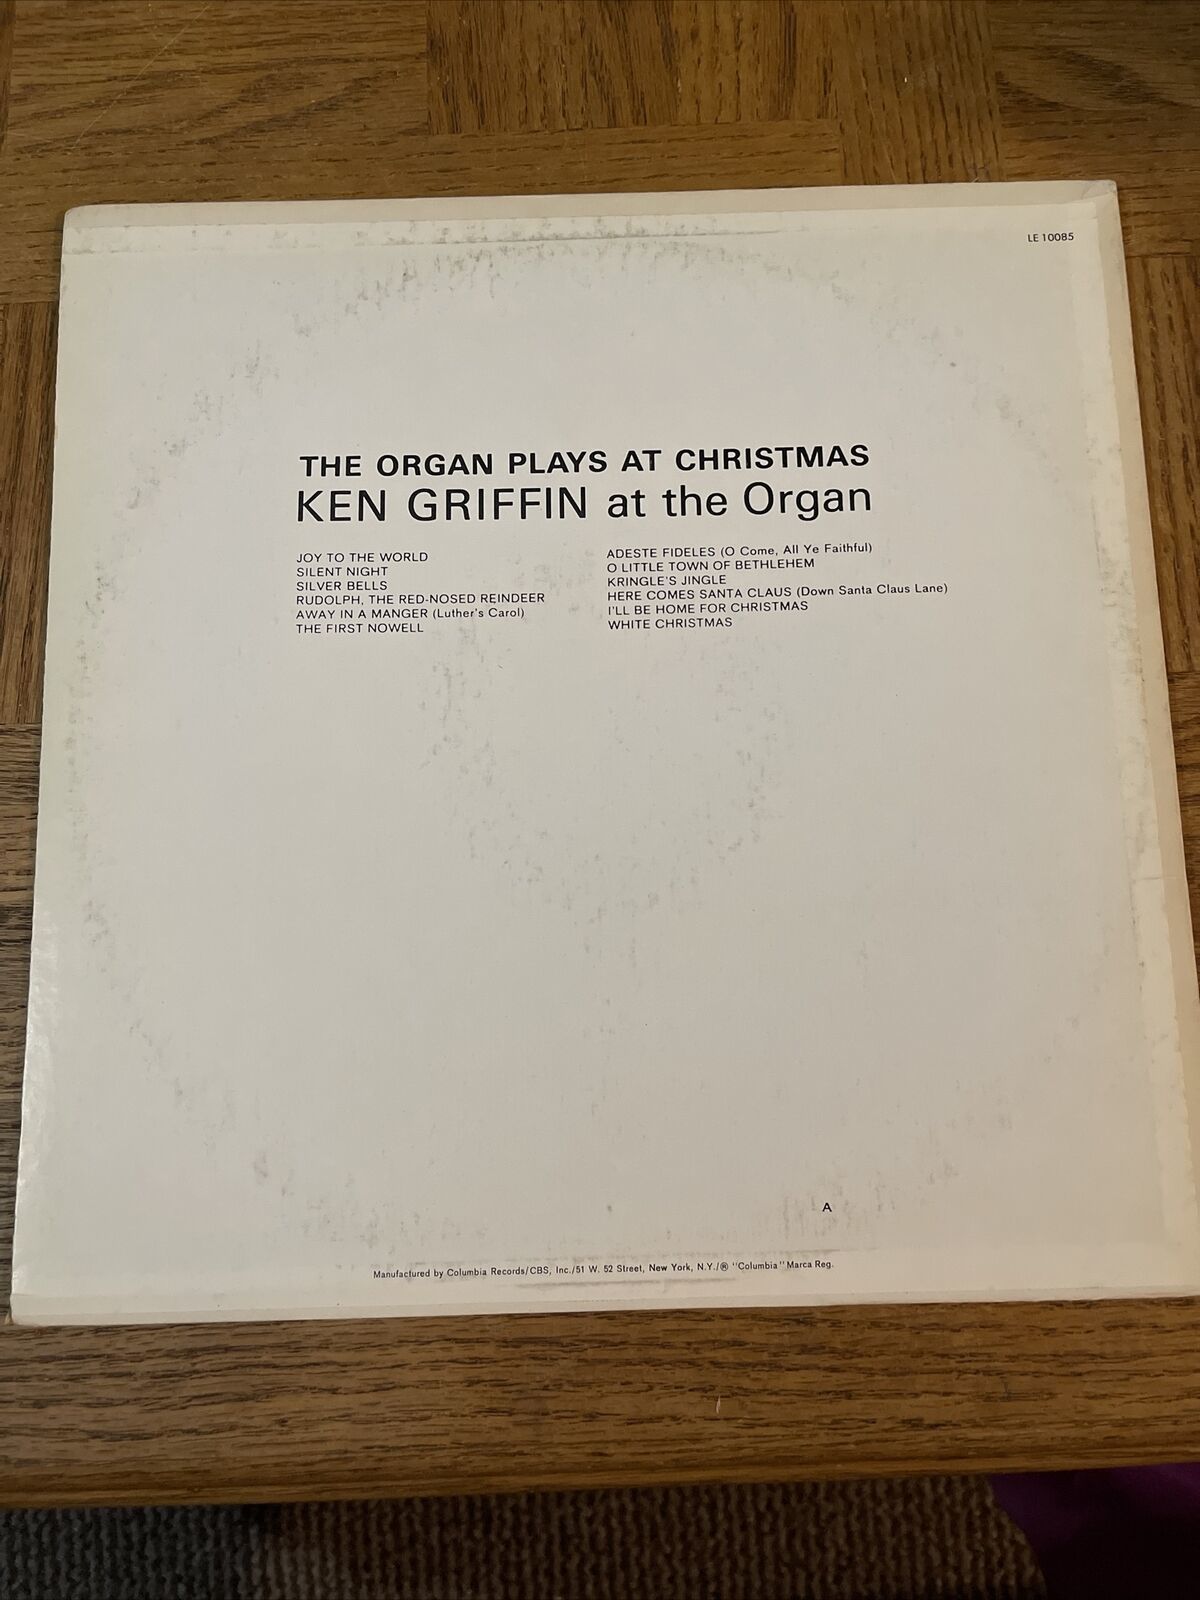 LE 10085
THE ORGAN PLAYS AT CHRISTMAS
KEN GRIFFIN at the Organ
JOY TO THE WORLD
SILENT NIGHT
SILVER BELLS
RUDOLPH, THE RED-NOSED REINDEER
AWAY IN A MANGER (Luther's Carol)
THE FIRST NOWELL
ADESTE FIDELES (O Come, All Ye Faithful)
O LITTLE TOWN OF BETHLEHEM
KRINGLE'S JINGLE
HERE COMES SANTA CLAUS (Down Santa Claus Lane)
I'LL BE HOME FOR CHRISTMAS
WHITE CHRISTMAS
A
Manufactured by Columbia Records/CBS, Inc./51 W. 52 Street, New York, N.Y./® "Columbia" Marca Reg.